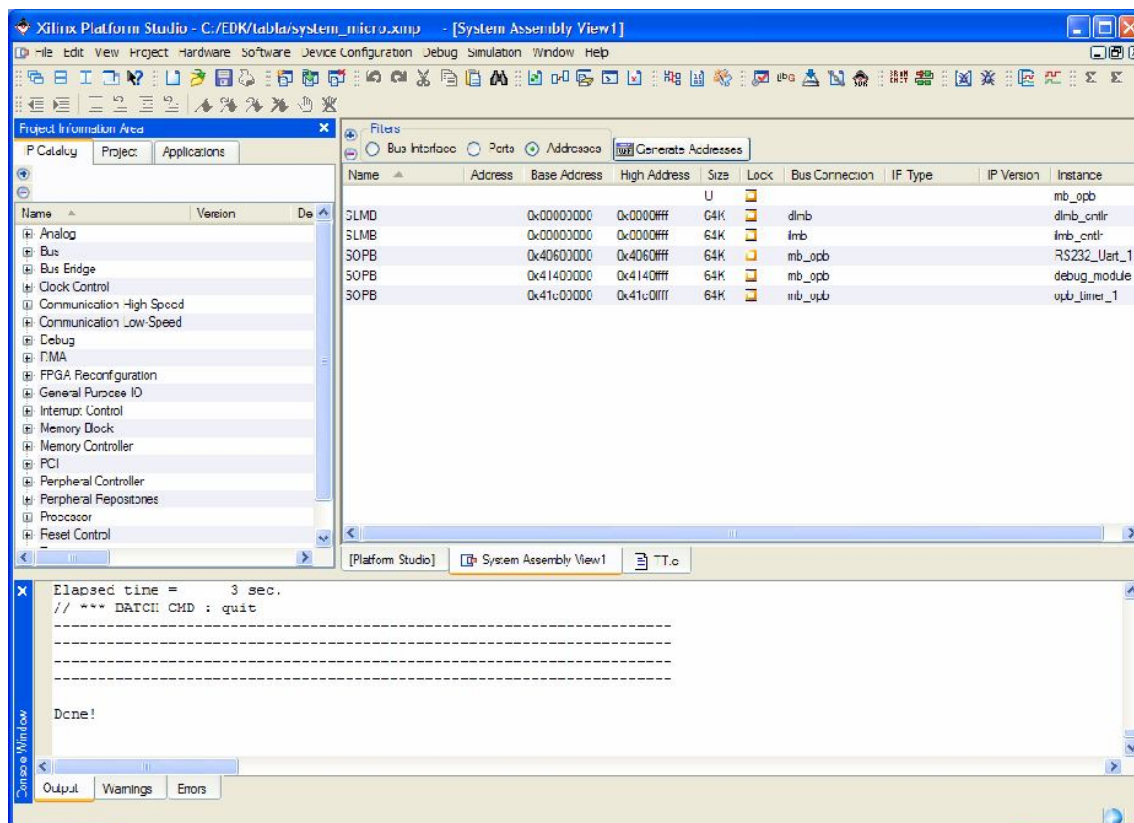 Xilinx Platform Studio - C:/EDK/tabla/system_micro.xmp - [System Assembly View1]
File Edit View Project Hardware Software Device Configuration Debug Simulation Window Help
Project Information Area
IP Catalog Project Applications
Name Version De
Analog
Bus
Bus Bridge
Clock Control
Communication High-Speed
Communication Low-Speed
Debug
DMA
FPGA Reconfiguration
General Purpose IO
Interrupt Control
Memory Block
Memory Controller
PCI
Peripheral Controller
Peripheral Repositories
Processor
Reset Control
Filters
Bus Interface Ports Addresses Generate Addresses
Name Address Base Address High Address Size Lock Bus Connection IF Type IP Version Instance
U mb_opb
SLMB 0x00000000 0x0000ffff 64K dlmb dlmb_cntlr
SLMB 0x00000000 0x0000ffff 64K ilmb ilmb_cntlr
SOPB 0x40600000 0x4060ffff 64K mb_opb RS232_Uart_1
SOPB 0x41400000 0x4140ffff 64K mb_opb debug_module
SOPB 0x41c00000 0x41c0ffff 64K mb_opb opb_timer_1
[Platform Studio] System Assembly View1 TT.c
Elapsed time = 3 sec.
// *** BATCH CMD : quit
----------------------------------------------------------------------
----------------------------------------------------------------------
----------------------------------------------------------------------
----------------------------------------------------------------------
Done!
Console Window
Output Warnings Errors